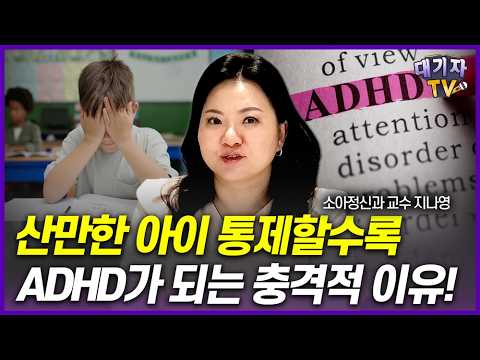 of view
ADHD
attention
disorder
problems
대기자
TV
소아정신과 교수 지나영
산만한 아이 통제할수록
ADHD가 되는 충격적 이유!